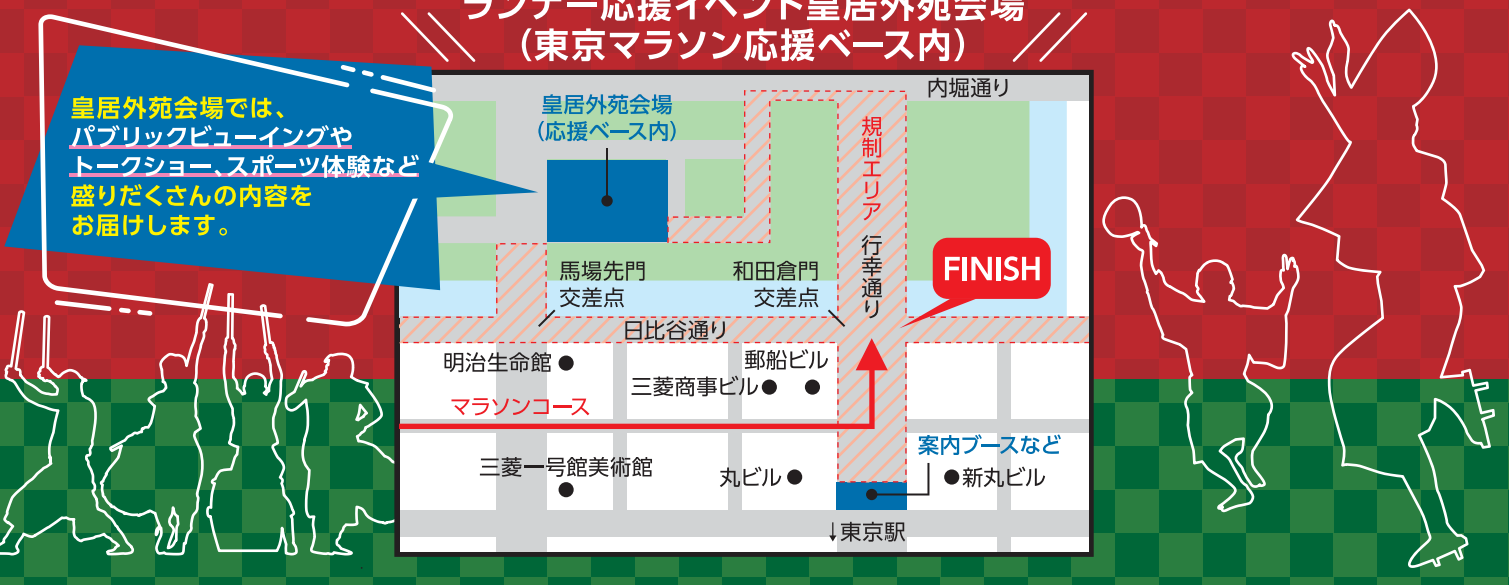 ランナー応援イベント皇居外苑会場
（東京マラソン応援ベース内）
皇居外苑会場では、
パブリックビューイングや
トークショー、スポーツ体験など
盛りだくさんの内容を
お届けします。
内堀通り
皇居外苑会場
（応援ベース内）
規制エリア
行幸通り
FINISH
馬場先門
交差点
和田倉門
交差点
日比谷通り
明治生命館
郵船ビル
三菱商事ビル
マラソンコース
案内ブースなど
三菱一号館美術館
丸ビル
新丸ビル
↓東京駅